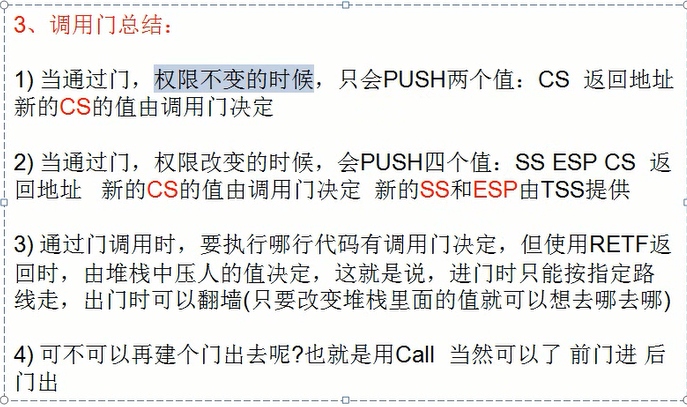 3、调用门总结：
1) 当通过门，权限不变的时候，只会PUSH两个值：CS 返回地址
新的CS的值由调用门决定
2) 当通过门，权限改变的时候，会PUSH四个值：SS ESP CS 返
回地址 新的CS的值由调用门决定 新的SS和ESP由TSS提供
3) 通过门调用时，要执行哪行代码有调用门决定，但使用RETF返
回时，由堆栈中压人的值决定，这就是说，进门时只能按指定路
线走，出门时可以翻墙(只要改变堆栈里面的值就可以想去哪去哪)
4) 可不可以再建个门出去呢?也就是用Call 当然可以了 前门进 后
门出